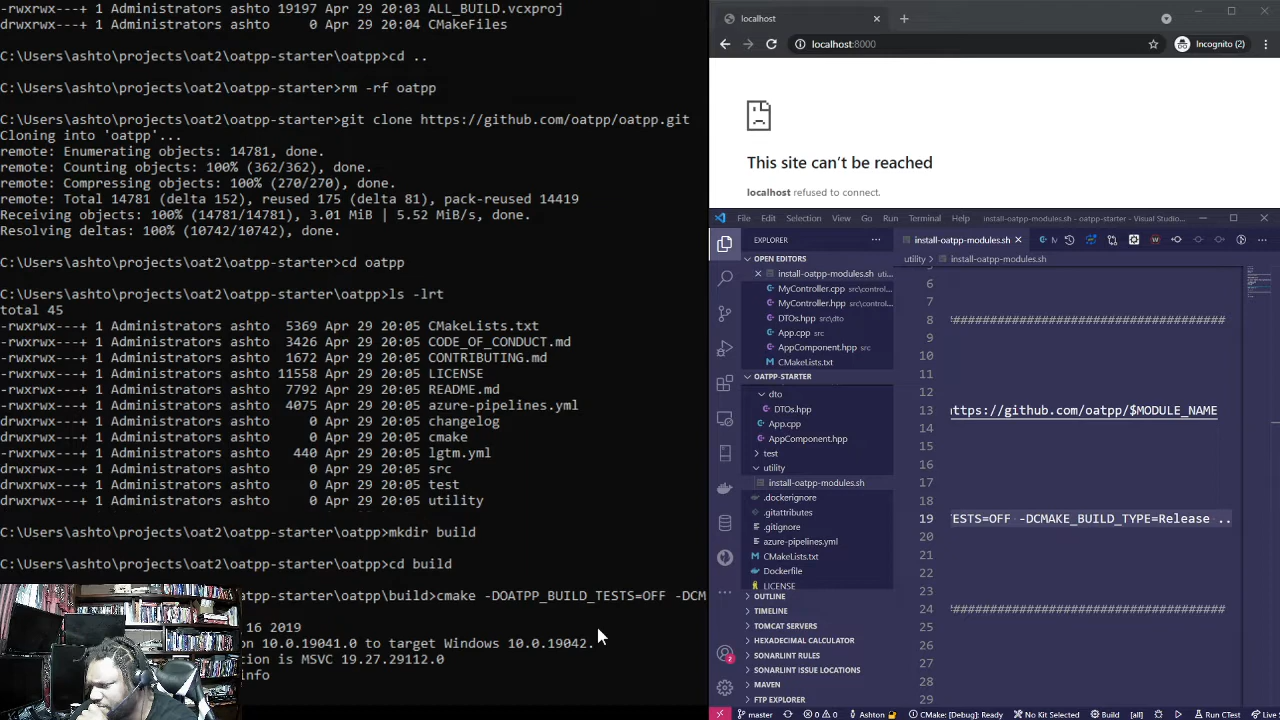 -rwxrwx---+ 1 Administrators ashto 19197 Apr 29 20:03 ALL_BUILD.vcxproj
drwxrwx---+ 1 Administrators ashto     0 Apr 29 20:04 CMakeFiles
C:\Users\ashto\projects\oat2\oatpp-starter\oatpp>cd ..
C:\Users\ashto\projects\oat2\oatpp-starter>rm -rf oatpp
C:\Users\ashto\projects\oat2\oatpp-starter>git clone https://github.com/oatpp/oatpp.git
Cloning into 'oatpp'...
remote: Enumerating objects: 14781, done.
remote: Counting objects: 100% (362/362), done.
remote: Compressing objects: 100% (270/270), done.
remote: Total 14781 (delta 152), reused 175 (delta 81), pack-reused 14419
Receiving objects: 100% (14781/14781), 3.01 MiB | 5.52 MiB/s, done.
Resolving deltas: 100% (10742/10742), done.
C:\Users\ashto\projects\oat2\oatpp-starter>cd oatpp
C:\Users\ashto\projects\oat2\oatpp-starter\oatpp>ls -lrt
total 45
-rwxrwx---+ 1 Administrators ashto  5369 Apr 29 20:05 CMakeLists.txt
-rwxrwx---+ 1 Administrators ashto  3426 Apr 29 20:05 CODE_OF_CONDUCT.md
-rwxrwx---+ 1 Administrators ashto  1672 Apr 29 20:05 CONTRIBUTING.md
-rwxrwx---+ 1 Administrators ashto 11558 Apr 29 20:05 LICENSE
-rwxrwx---+ 1 Administrators ashto  7792 Apr 29 20:05 README.md
-rwxrwx---+ 1 Administrators ashto  4075 Apr 29 20:05 azure-pipelines.yml
drwxrwx---+ 1 Administrators ashto     0 Apr 29 20:05 changelog
drwxrwx---+ 1 Administrators ashto     0 Apr 29 20:05 cmake
-rwxrwx---+ 1 Administrators ashto   440 Apr 29 20:05 lgtm.yml
drwxrwx---+ 1 Administrators ashto     0 Apr 29 20:05 src
drwxrwx---+ 1 Administrators ashto     0 Apr 29 20:05 test
drwxrwx---+ 1 Administrators ashto     0 Apr 29 20:05 utility
C:\Users\ashto\projects\oat2\oatpp-starter\oatpp>mkdir build
C:\Users\ashto\projects\oat2\oatpp-starter\oatpp>cd build
oatpp-starter\oatpp\build>cmake -DOATPP_BUILD_TESTS=OFF -DCM
16 2019
on 10.0.19041.0 to target Windows 10.0.19042.
tion is MSVC 19.27.29112.0
info
localhost
localhost:8000
Incognito (2)
This site can't be reached
localhost refused to connect.
File Edit Selection View Go Run Terminal Help install-oatpp-modules.sh - oatpp-starter - Visual Studio...
EXPLORER
OPEN EDITORS
install-oatpp-modules.sh uti...
MyController.cpp src\control...
MyController.hpp src\control...
DTOs.hpp src\dto
App.cpp src
AppComponent.hpp src
CMakeLists.txt
OATPP-STARTER
dto
DTOs.hpp
App.cpp
AppComponent.hpp
test
utility
install-oatpp-modules.sh
.dockerignore
.gitattributes
.gitignore
azure-pipelines.yml
CMakeLists.txt
Dockerfile
LICENSE
OUTLINE
TIMELINE
TOMCAT SERVERS
HEXADECIMAL CALCULATOR
SONARLINT RULES
SONARLINT ISSUE LOCATIONS
MAVEN
FTP EXPLORER
install-oatpp-modules.sh
utility > install-oatpp-modules.sh
6
7
8 ###################################
9
10
11
12
13 https://github.com/oatpp/$MODULE_NAME
14
15
16
17
18
19 TESTS=OFF -DCMAKE_BUILD_TYPE=Release ..
20
21
22
23
24 ###################################
25
26
27
28
29
2
master 0 0 Ashton CMake: [Debug]: Ready No Kit Selected Build [all] Run CTest Live